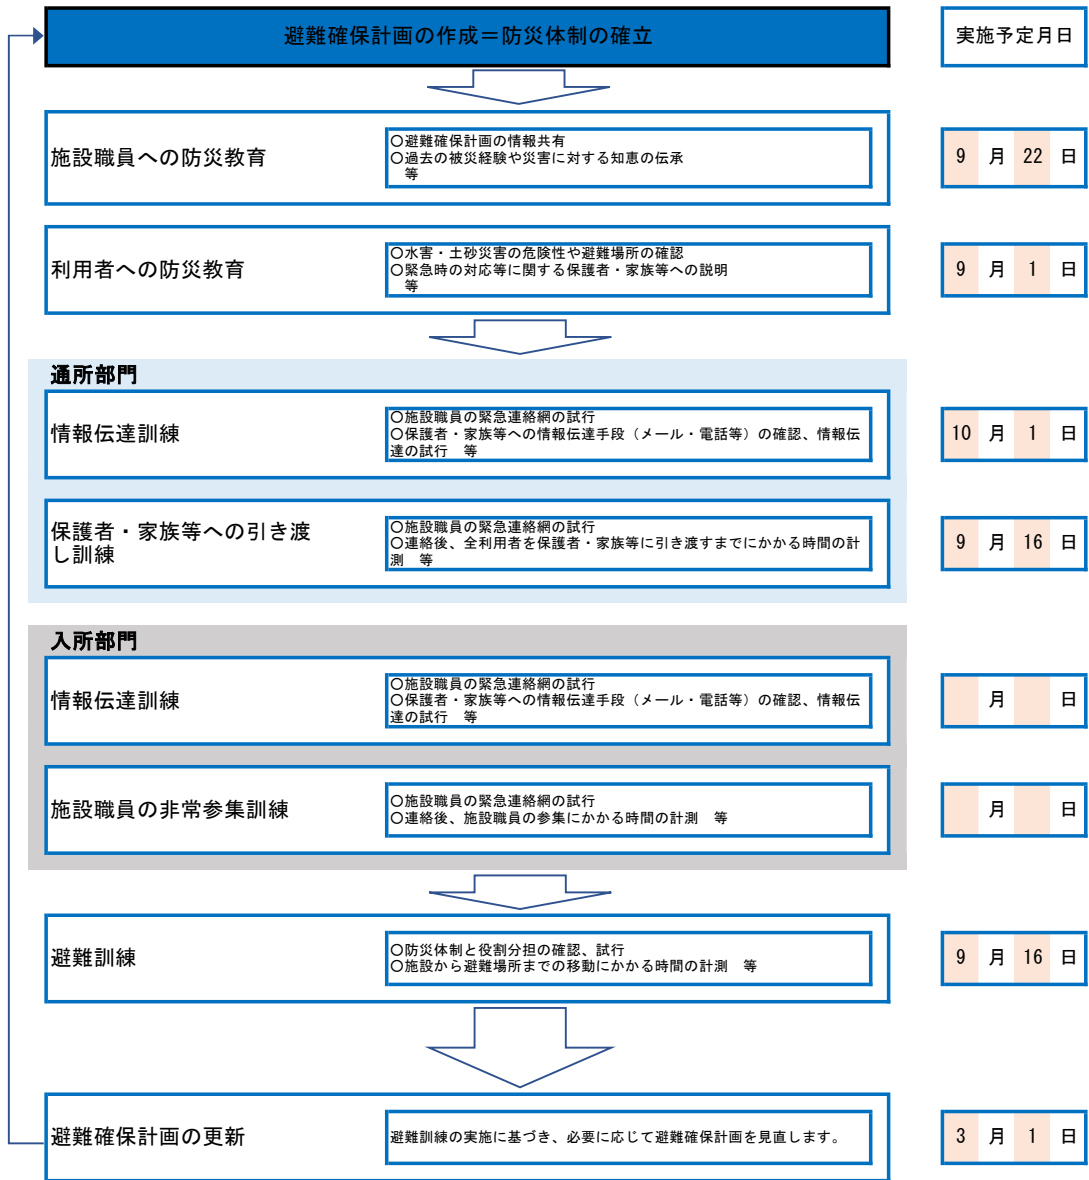 避難確保計画の作成＝防災体制の確立
実施予定月日
施設職員への防災教育
〇避難確保計画の情報共有
〇過去の被災経験や災害に対する知恵の伝承
等
9 月 22 日
利用者への防災教育
〇水害・土砂災害の危険性や避難場所の確認
〇緊急時の対応等に関する保護者・家族等への説明
等
9 月 1 日
通所部門
情報伝達訓練
〇施設職員の緊急連絡網の試行
〇保護者・家族等への情報伝達手段（メール・電話等）の確認、情報伝
達の試行　等
10 月 1 日
保護者・家族等への引き渡
し訓練
〇施設職員の緊急連絡網の試行
〇連絡後、全利用者を保護者・家族等に引き渡すまでにかかる時間の計
測　等
9 月 16 日
入所部門
情報伝達訓練
〇施設職員の緊急連絡網の試行
〇保護者・家族等への情報伝達手段（メール・電話等）の確認、情報伝
達の試行　等
月 日
施設職員の非常参集訓練
〇施設職員の緊急連絡網の試行
〇連絡後、施設職員の参集にかかる時間の計測　等
月 日
避難訓練
〇防災体制と役割分担の確認、試行
〇施設から避難場所までの移動にかかる時間の計測　等
9 月 16 日
避難確保計画の更新
避難訓練の実施に基づき、必要に応じて避難確保計画を見直します。
3 月 1 日